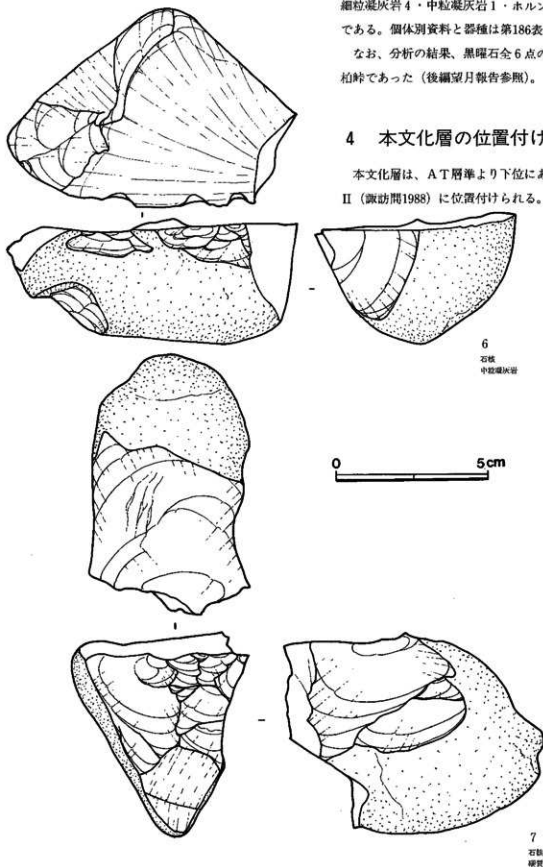 細粒凝灰岩4・中粒凝灰岩1・ホルン
である。個体別資料と器種は第186表
なお、分析の結果、黒曜石全6点の
柏峠であった（後編望月報告参照）。
4 本文化層の位置付け
本文化層は、AT層準より下位にあ
II（諏訪間1988）に位置付けられる。
6
石核
中粒凝灰岩
0 5cm
7
石核